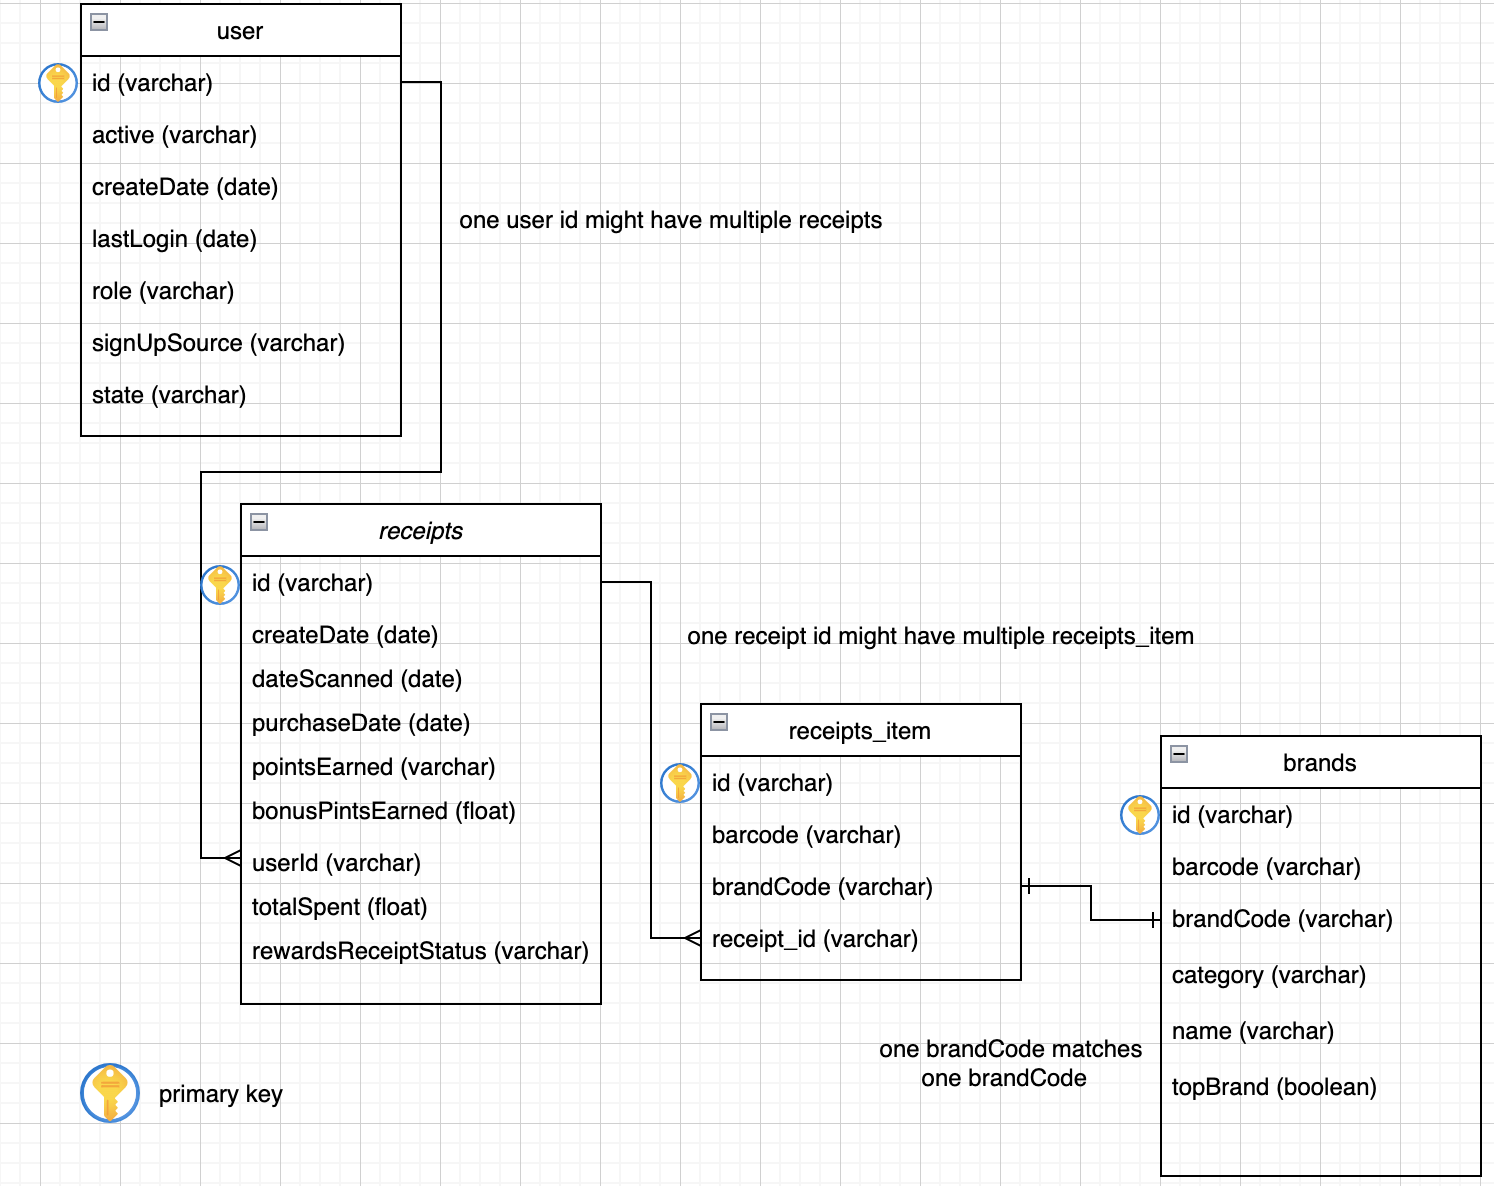 user
id (varchar)
active (varchar)
createDate (date)
lastLogin (date)
role (varchar)
signUpSource (varchar)
state (varchar)
one user id might have multiple receipts
receipts
id (varchar)
createDate (date)
dateScanned (date)
purchaseDate (date)
pointsEarned (varchar)
bonusPintsEarned (float)
userId (varchar)
totalSpent (float)
rewardsReceiptStatus (varchar)
one receipt id might have multiple receipts_item
receipts_item
id (varchar)
barcode (varchar)
brandCode (varchar)
receipt_id (varchar)
brands
id (varchar)
barcode (varchar)
brandCode (varchar)
category (varchar)
name (varchar)
topBrand (boolean)
one brandCode matches
one brandCode
primary key